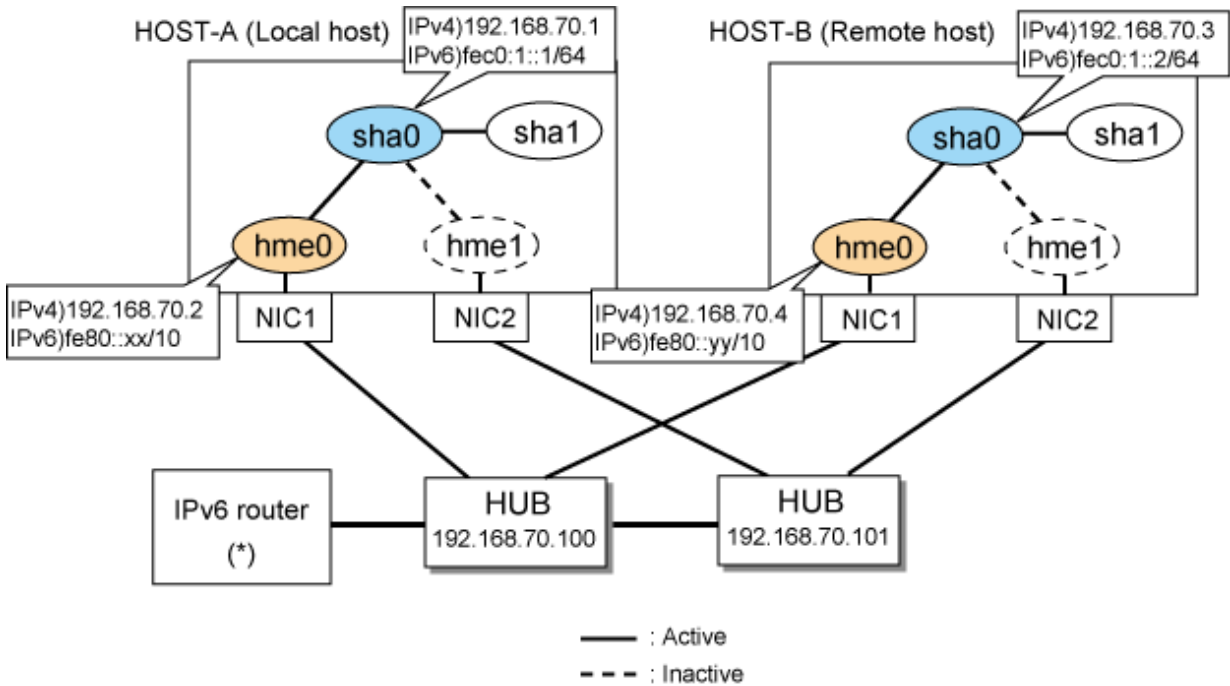 HOST-A (Local host)
IPv4)192.168.70.1
IPv6)fec0:1::1/64
HOST-B (Remote host)
IPv4)192.168.70.3
IPv6)fec0:1::2/64
sha0
sha1
sha0
sha1
hme0
hme1
hme0
hme1
IPv4)192.168.70.2
IPv6)fe80::xx/10
NIC1
NIC2
IPv4)192.168.70.4
IPv6)fe80::yy/10
NIC1
NIC2
IPv6 router
(*)
HUB
192.168.70.100
HUB
192.168.70.101
: Active
: Inactive